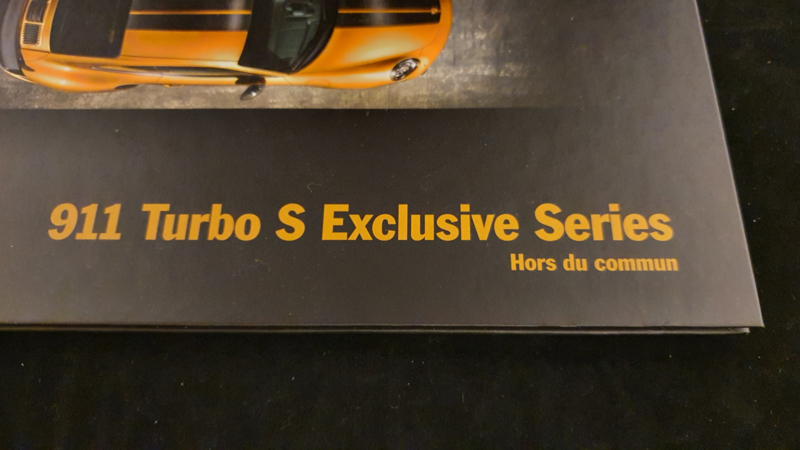 911 Turbo S Exclusive Series
Hors du commun